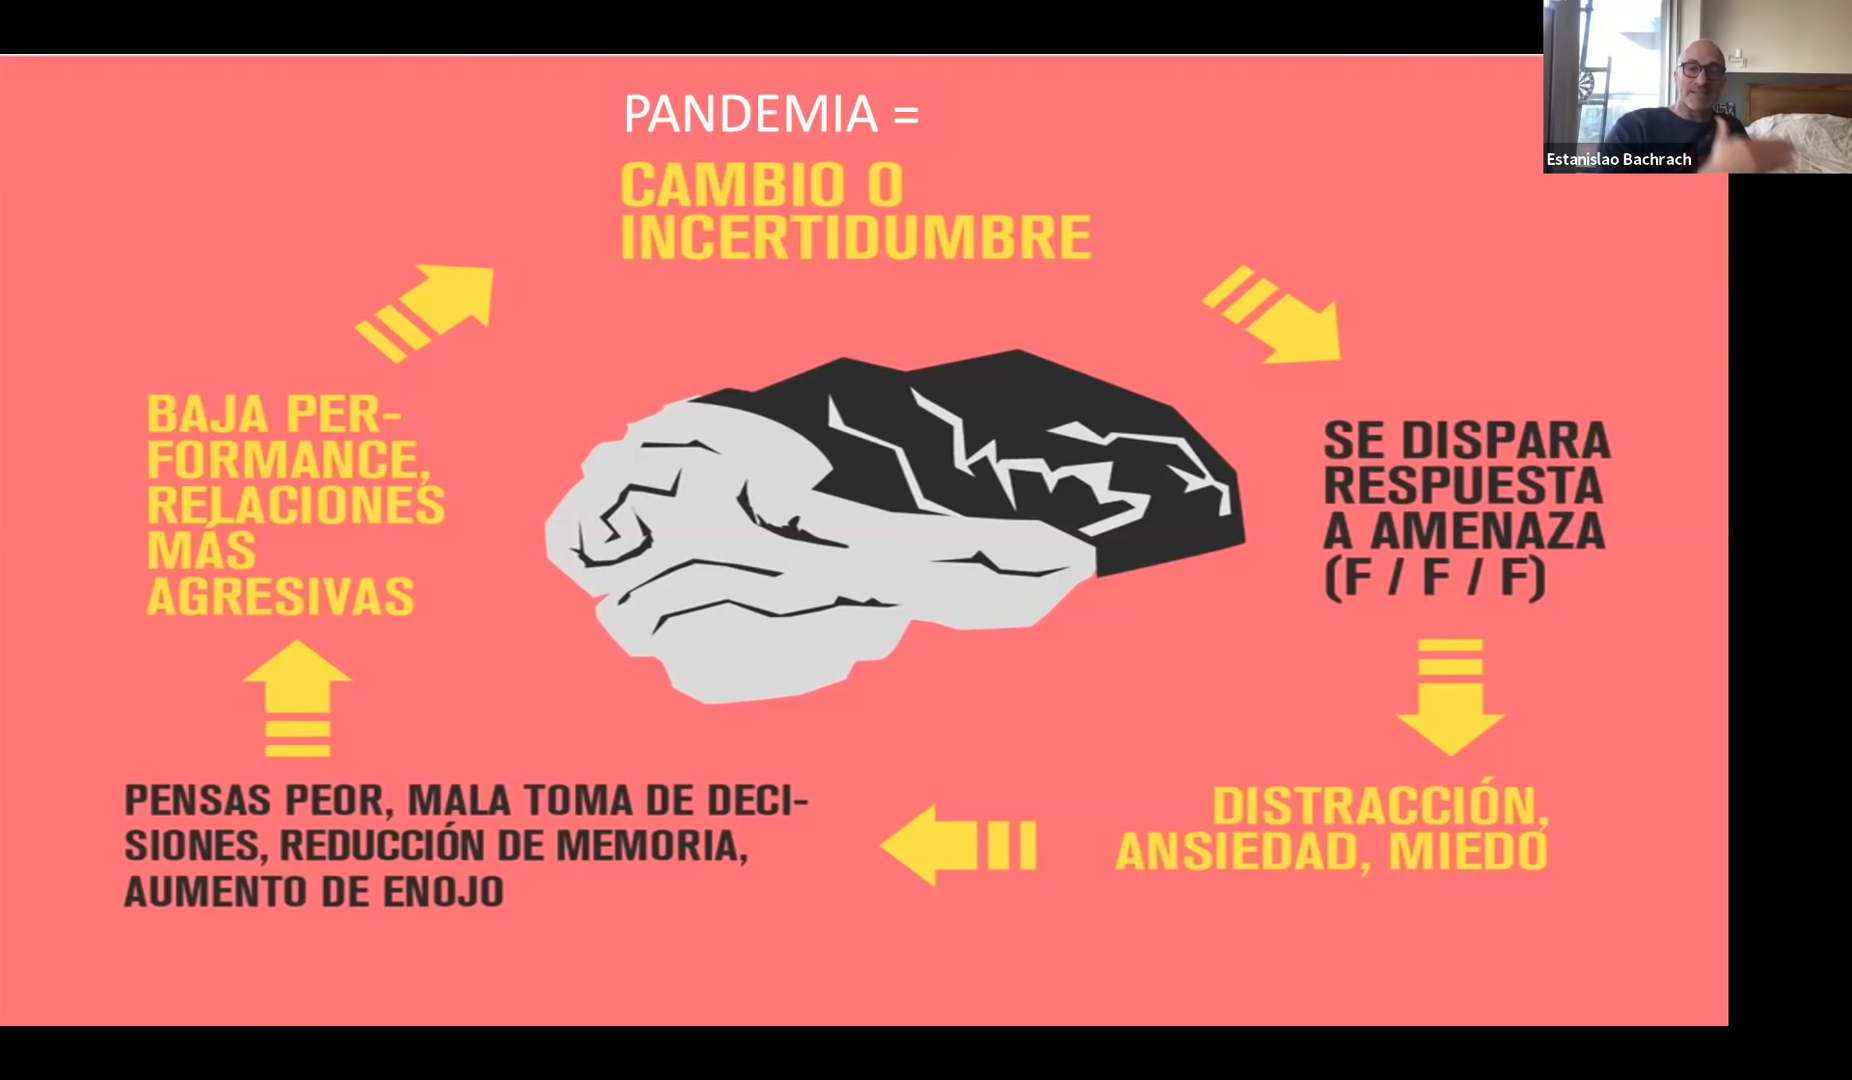 PANDEMIA =
CAMBIO O
INCERTIDUMBRE
Estanislao Bachrach
SE DISPARA
RESPUESTA
A AMENAZA
(F / F / F)
DISTRACCIÓN,
ANSIEDAD, MIEDO
PENSAS PEOR, MALA TOMA DE DECI-
SIONES, REDUCCIÓN DE MEMORIA,
AUMENTO DE ENOJO
BAJA PER-
FORMANCE,
RELACIONES
MÁS
AGRESIVAS